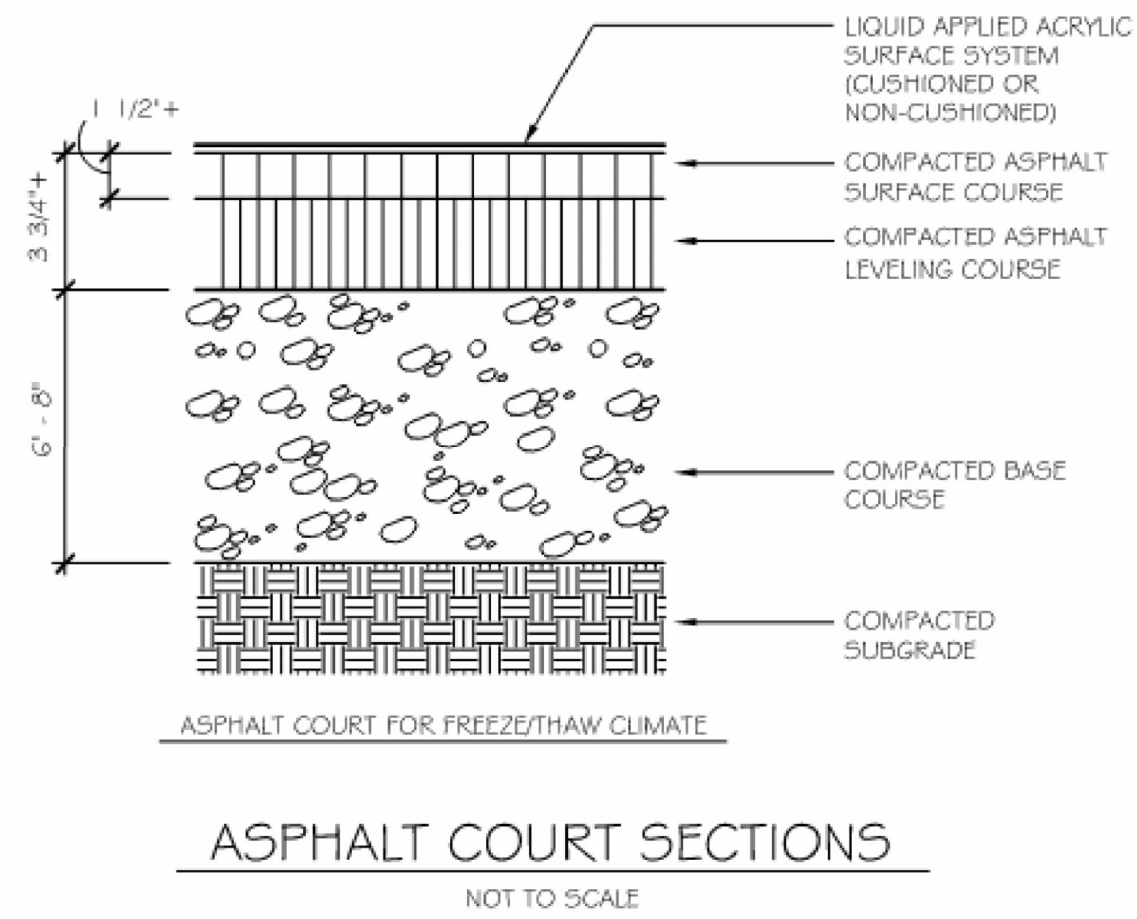 LIQUID APPLIED ACRYLIC
SURFACE SYSTEM
(CUSHIONED OR
NON-CUSHIONED)
1 1/2"+
COMPACTED ASPHALT
SURFACE COURSE
3 3/4"+
COMPACTED ASPHALT
LEVELING COURSE
6" - 8"
COMPACTED BASE
COURSE
COMPACTED
SUBGRADE
ASPHALT COURT FOR FREEZE/THAW CLIMATE
ASPHALT COURT SECTIONS
NOT TO SCALE